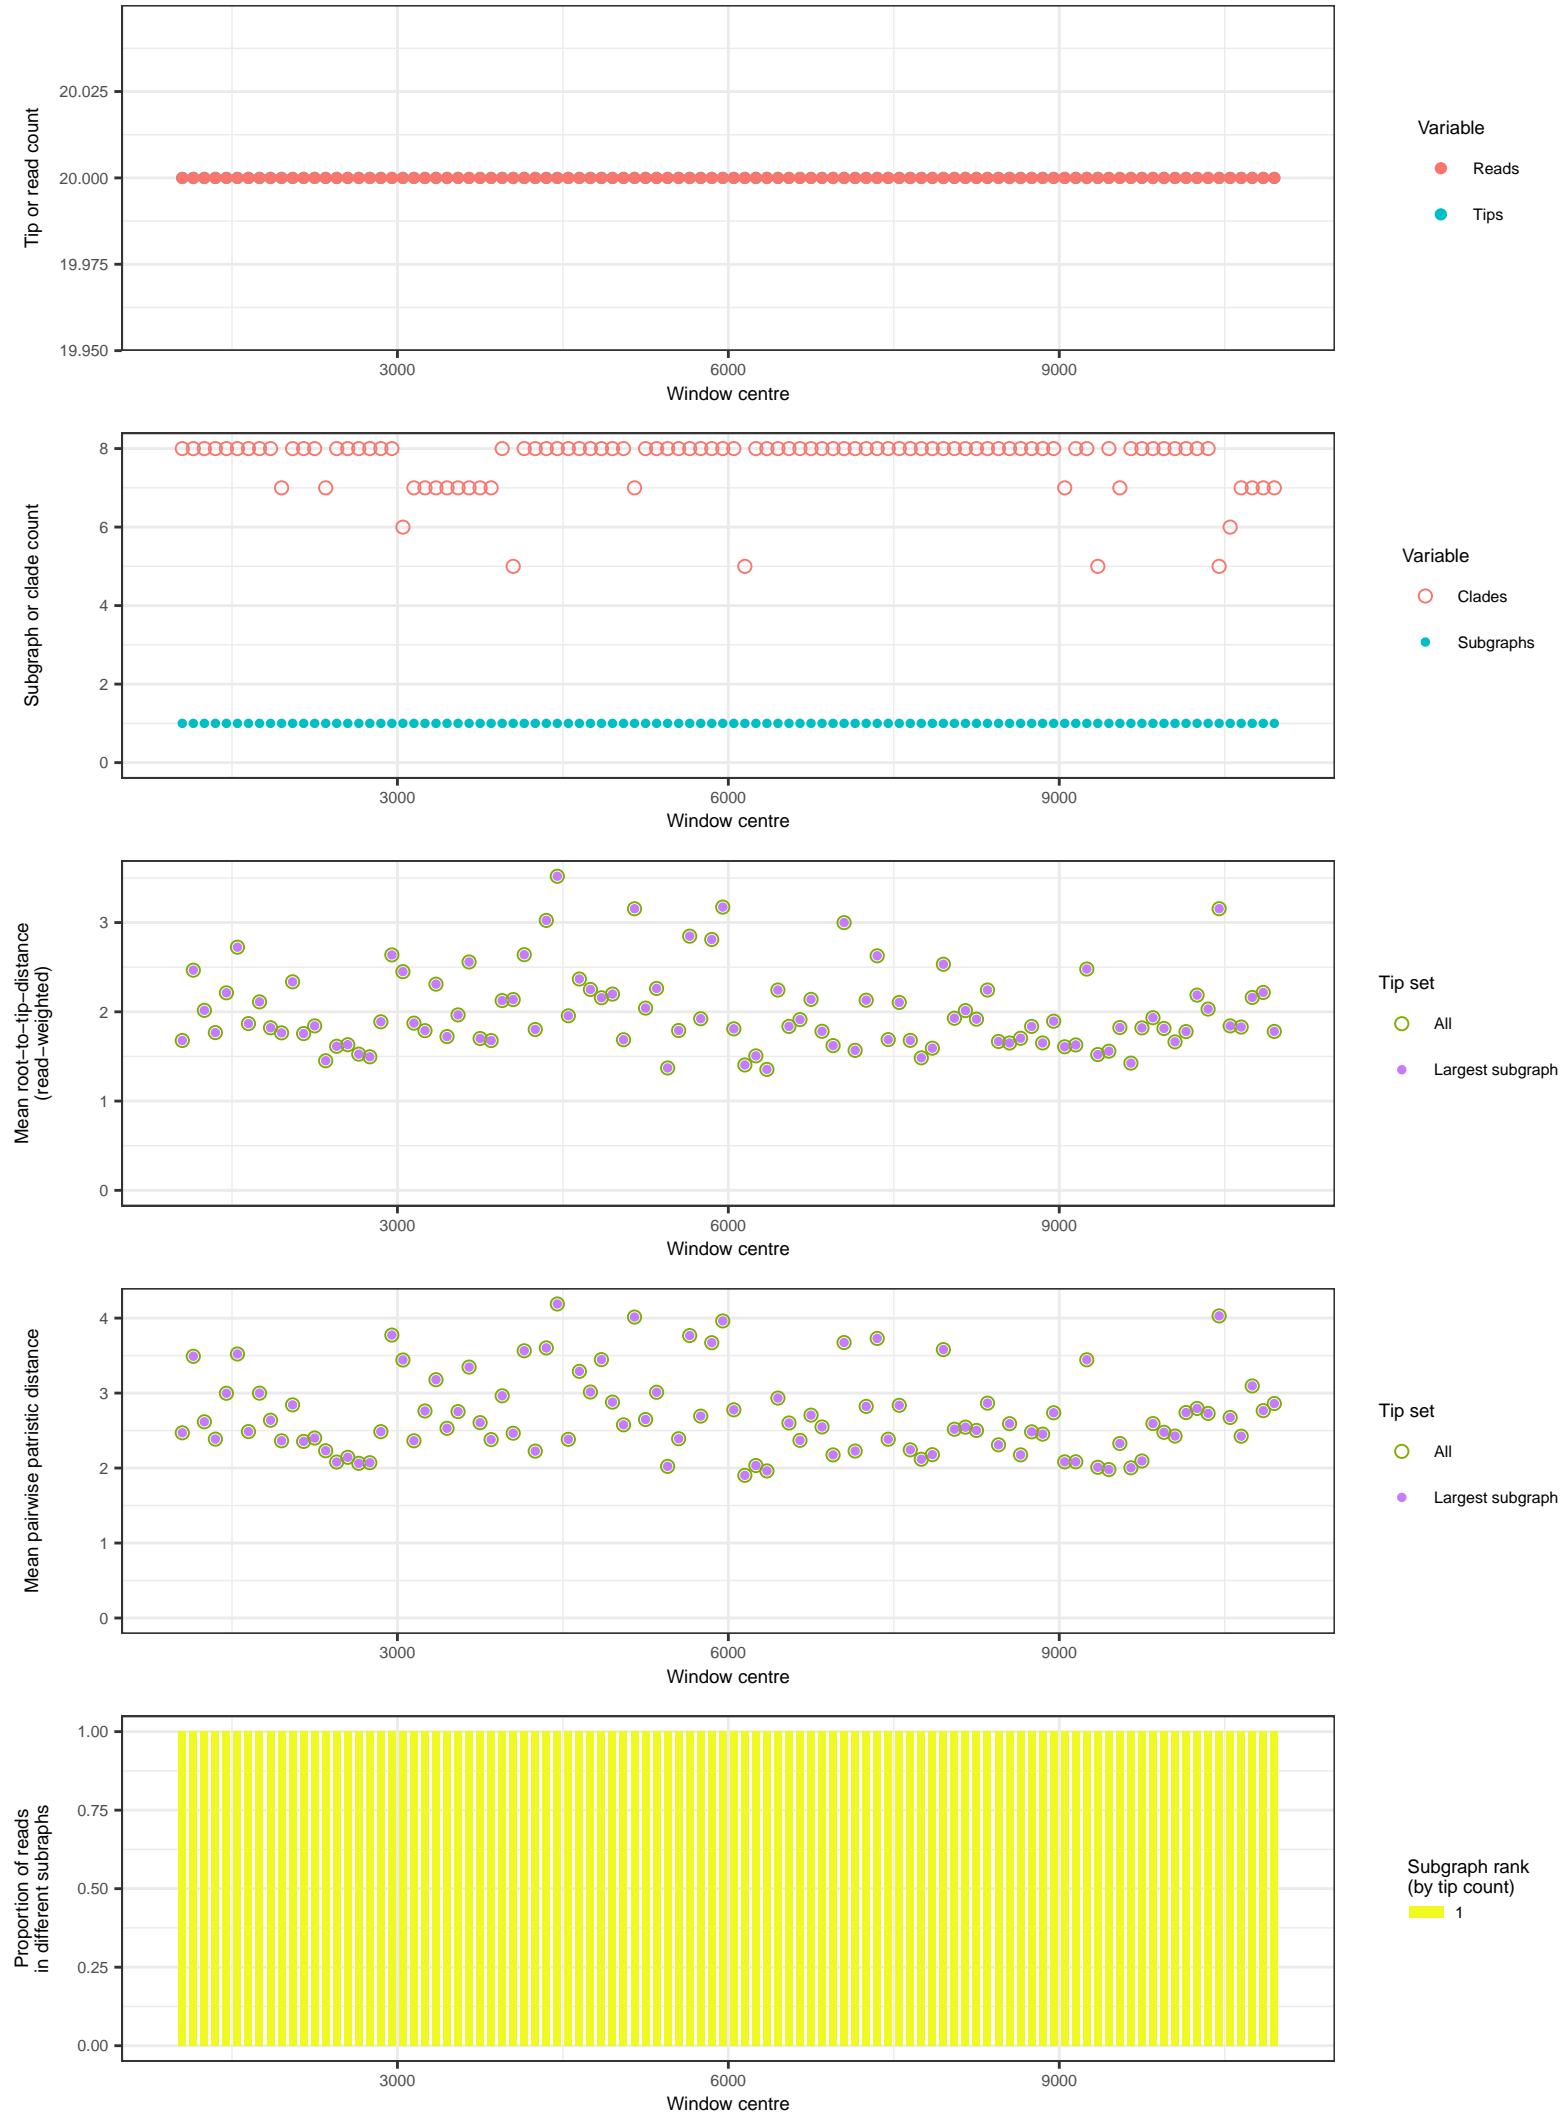 Tip or read count
20.025
20.000
19.975
19.950
3000
6000
9000
Window centre
Variable
Reads
Tips
Subgraph or clade count
8
6
4
2
0
3000
6000
9000
Window centre
Variable
Clades
Subgraphs
Mean root−to−tip−distance
(read−weighted)
3
2
1
0
3000
6000
9000
Window centre
Tip set
All
Largest subgraph
Mean pairwise patristic distance
4
3
2
1
0
3000
6000
9000
Window centre
Tip set
All
Largest subgraph
Proportion of reads
in different subraphs
1.00
0.75
0.50
0.25
0.00
3000
6000
9000
Window centre
Subgraph rank
(by tip count)
1